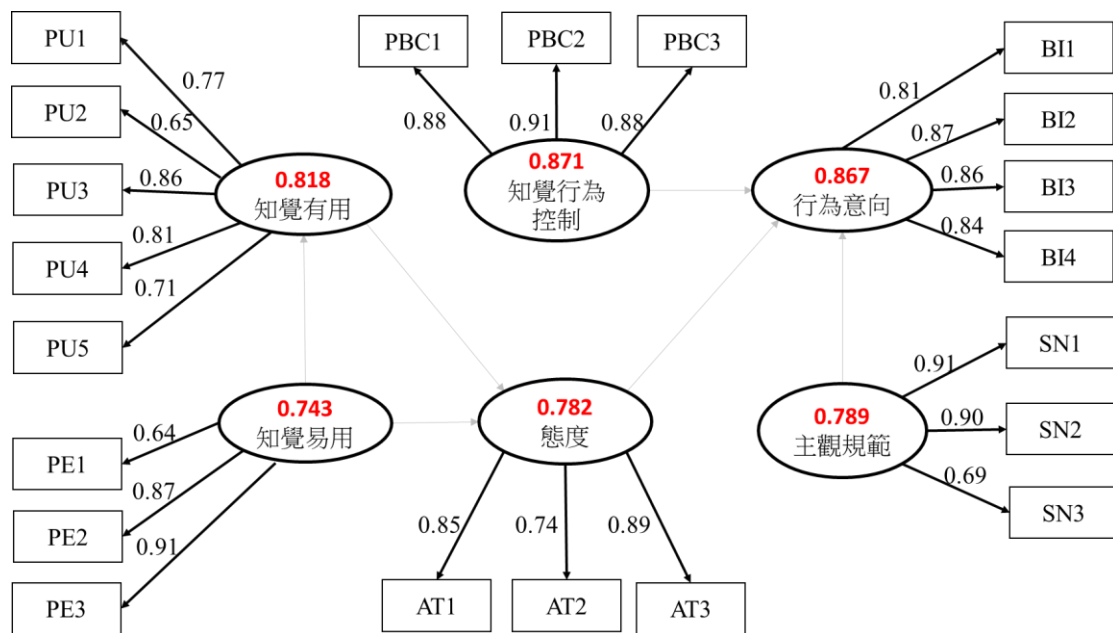 PU1
PU2
PU3
PU4
PU5
0.77
0.65
0.86
0.81
0.71
0.818
知覺有用
PBC1
PBC2
PBC3
0.88
0.91
0.88
0.871
知覺行為
控制
BI1
BI2
BI3
BI4
0.81
0.87
0.86
0.84
0.867
行為意向
0.743
知覺易用
PE1
PE2
PE3
0.64
0.87
0.91
0.782
態度
0.85
0.74
0.89
AT1
AT2
AT3
0.789
主觀規範
0.91
0.90
0.69
SN1
SN2
SN3